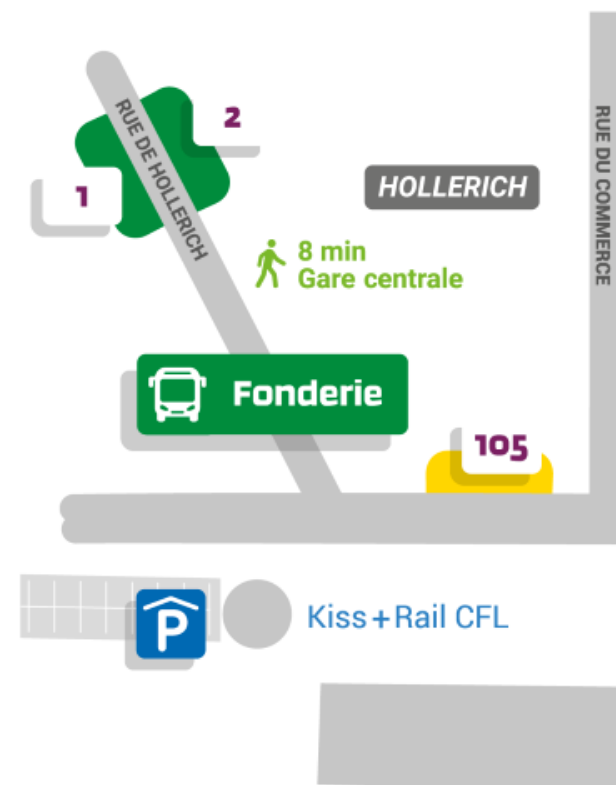 RUE DE HOLLERICH
2
1
HOLLERICH
RUE DU COMMERCE
8 min
Gare centrale
Fonderie
105
P
Kiss+Rail CFL